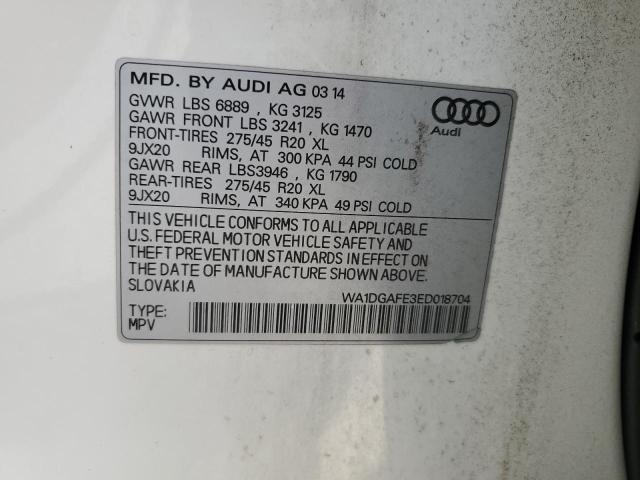 MFD. BY AUDI AG 03 14
GVWR LBS 6889 , KG 3125
GAWR FRONT LBS 3241 , KG 1470
FRONT-TIRES 275/45 R20 XL
9JX20 RIMS, AT 300 KPA 44 PSI COLD
GAWR REAR LBS3946 , KG 1790
REAR-TIRES 275/45 R20 XL
9JX20 RIMS, AT 340 KPA 49 PSI COLD
Audi
THIS VEHICLE CONFORMS TO ALL APPLICABLE
U.S. FEDERAL MOTOR VEHICLE SAFETY AND
THEFT PREVENTION STANDARDS IN EFFECT ON
THE DATE OF MANUFACTURE SHOWN ABOVE.
SLOVAKIA
WA1DGAFE3ED018704
TYPE:
MPV